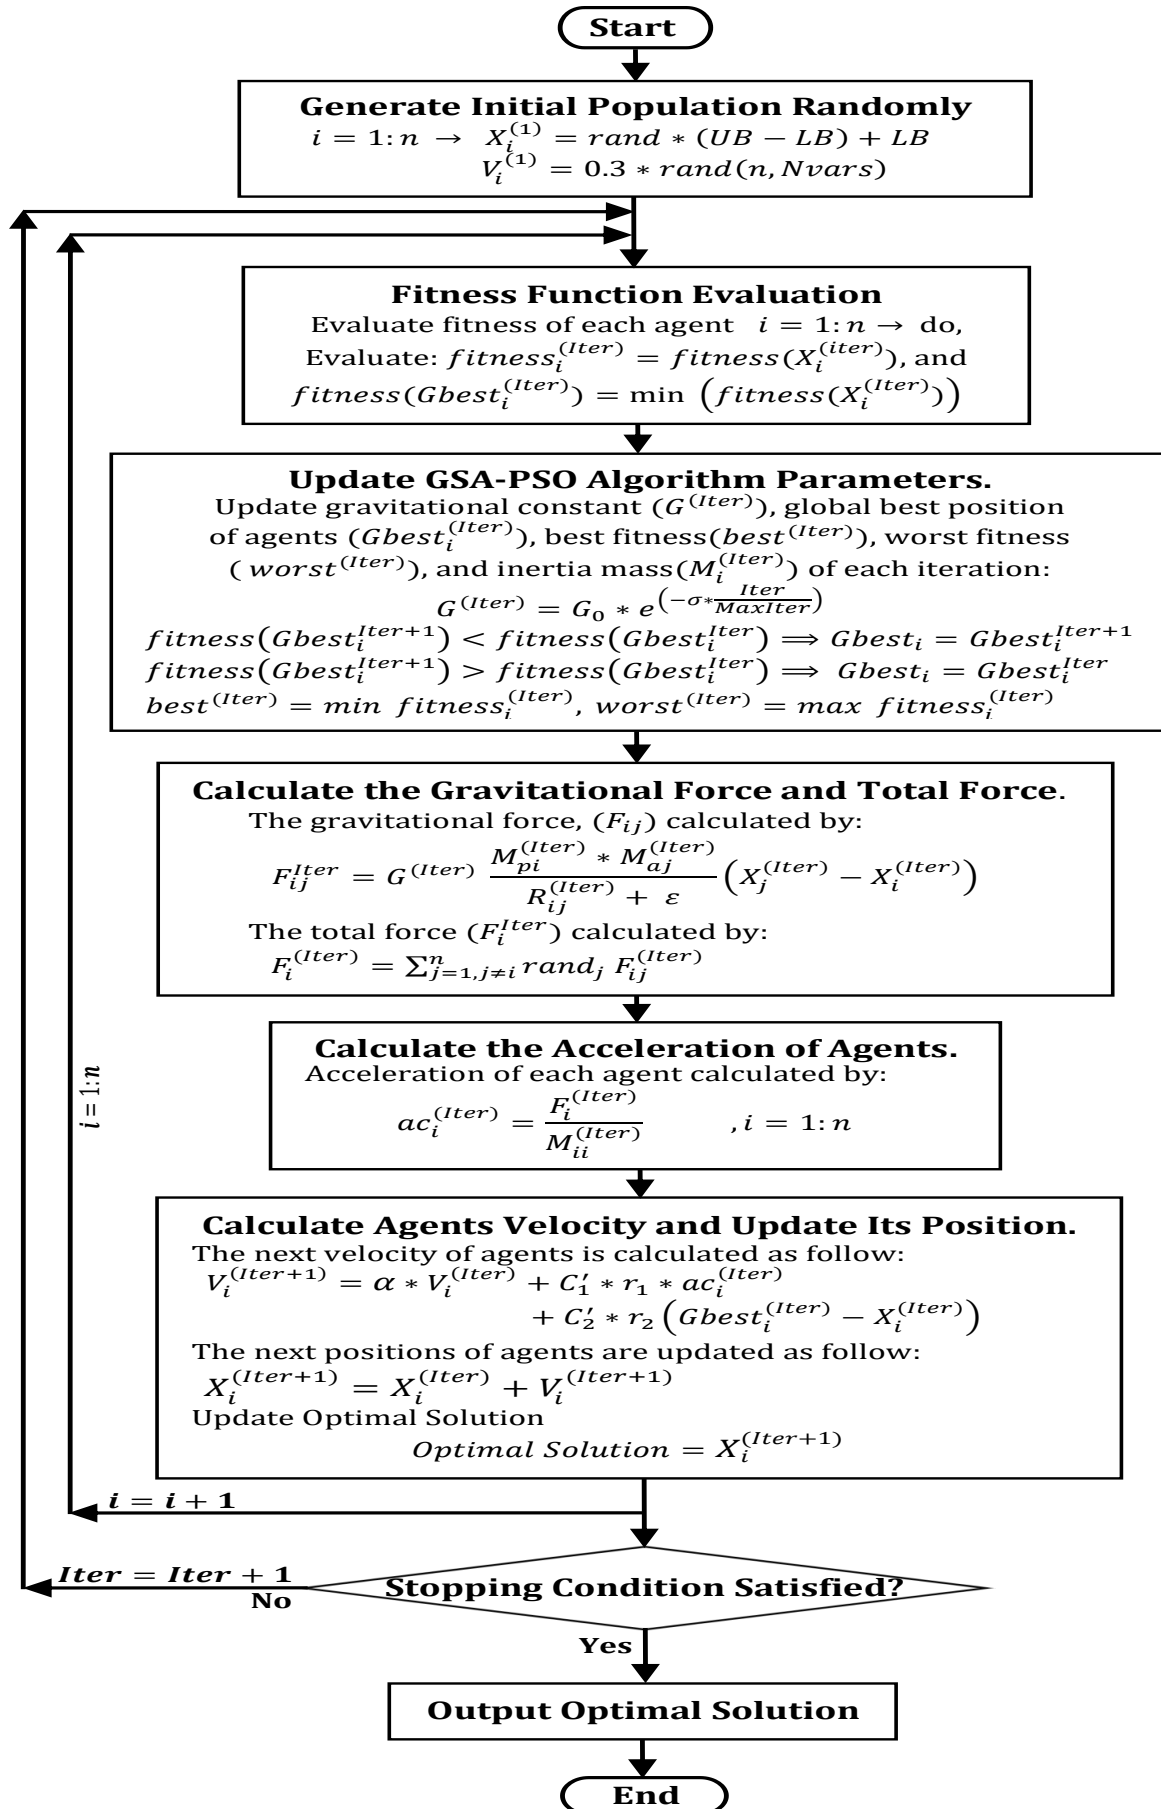 Start
Generate Initial Population Randomly
i = 1: n → X_i^(1) = rand ∗ (UB − LB) + LB
V_i^(1) = 0.3 ∗ rand(n, Nvars)
Fitness Function Evaluation
Evaluate fitness of each agent i = 1: n → do,
Evaluate: fitness_i^(Iter) = fitness(X_i^(iter)), and
fitness(Gbest_i^(Iter)) = min (fitness(X_i^(Iter)))
Update GSA-PSO Algorithm Parameters.
Update gravitational constant (G^(Iter)), global best position
of agents (Gbest_i^(Iter)), best fitness(best^(Iter)), worst fitness
( worst^(Iter)), and inertia mass(M_i^(Iter)) of each iteration:
G^(Iter) = G_0 ∗ e^(−σ∗Iter/MaxIter)
fitness(Gbest_i^Iter+1) < fitness(Gbest_i^Iter) ⟹ Gbest_i = Gbest_i^Iter+1
fitness(Gbest_i^Iter+1) > fitness(Gbest_i^Iter) ⟹ Gbest_i = Gbest_i^Iter
best^(Iter) = min fitness_i^(Iter), worst^(Iter) = max fitness_i^(Iter)
Calculate the Gravitational Force and Total Force.
The gravitational force, (F_ij) calculated by:
F_ij^Iter = G^(Iter) M_pi^(Iter) ∗ M_aj^(Iter) / R_ij^(Iter) + ε (X_j^(Iter) − X_i^(Iter))
The total force (F_i^Iter) calculated by:
F_i^(Iter) = ∑_j=1,j≠i^n rand_j F_ij^(Iter)
Calculate the Acceleration of Agents.
Acceleration of each agent calculated by:
ac_i^(Iter) = F_i^(Iter) / M_ii^(Iter) , i = 1: n
i = 1: n
Calculate Agents Velocity and Update Its Position.
The next velocity of agents is calculated as follow:
V_i^(Iter+1) = α ∗ V_i^(Iter) + C′_1 ∗ r_1 ∗ ac_i^(Iter)
+ C′_2 ∗ r_2 (Gbest_i^(Iter) − X_i^(Iter))
The next positions of agents are updated as follow:
X_i^(Iter+1) = X_i^(Iter) + V_i^(Iter+1)
Update Optimal Solution
Optimal Solution = X_i^(Iter+1)
i = i + 1
Iter = Iter + 1
No
Stopping Condition Satisfied?
Yes
Output Optimal Solution
End